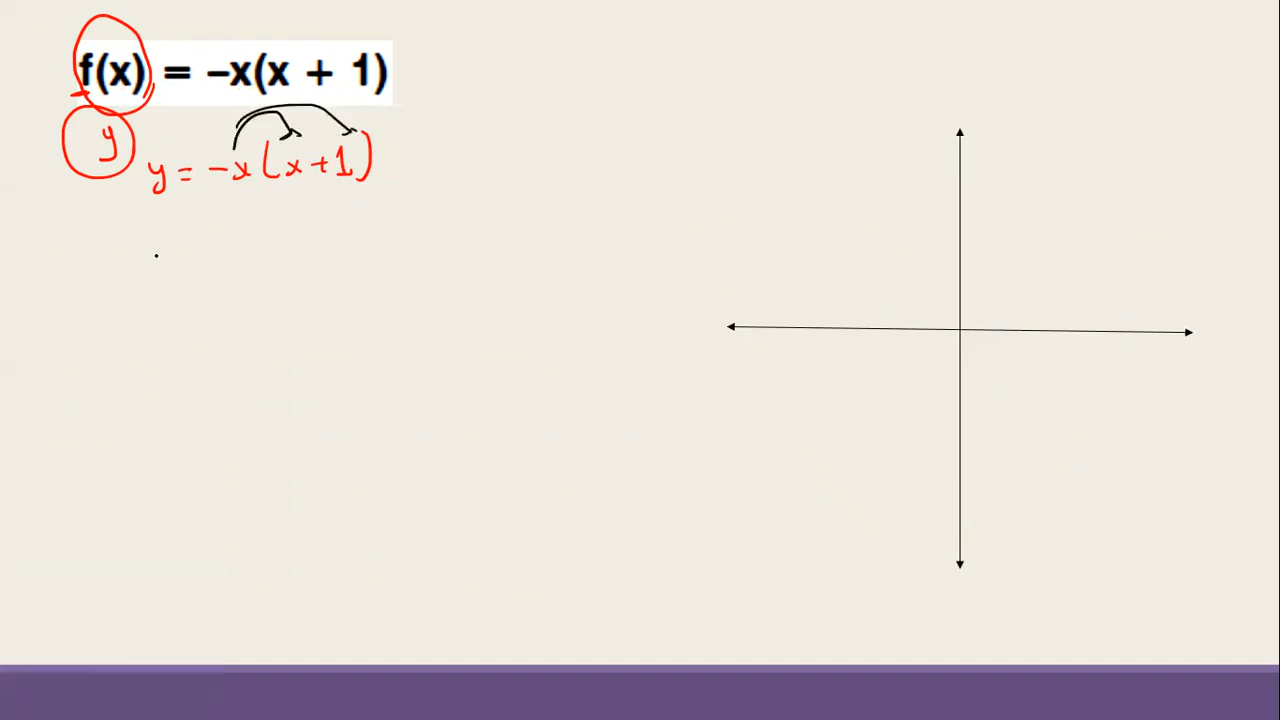 f(x) = –x(x + 1)
y
y = -x(x+1)